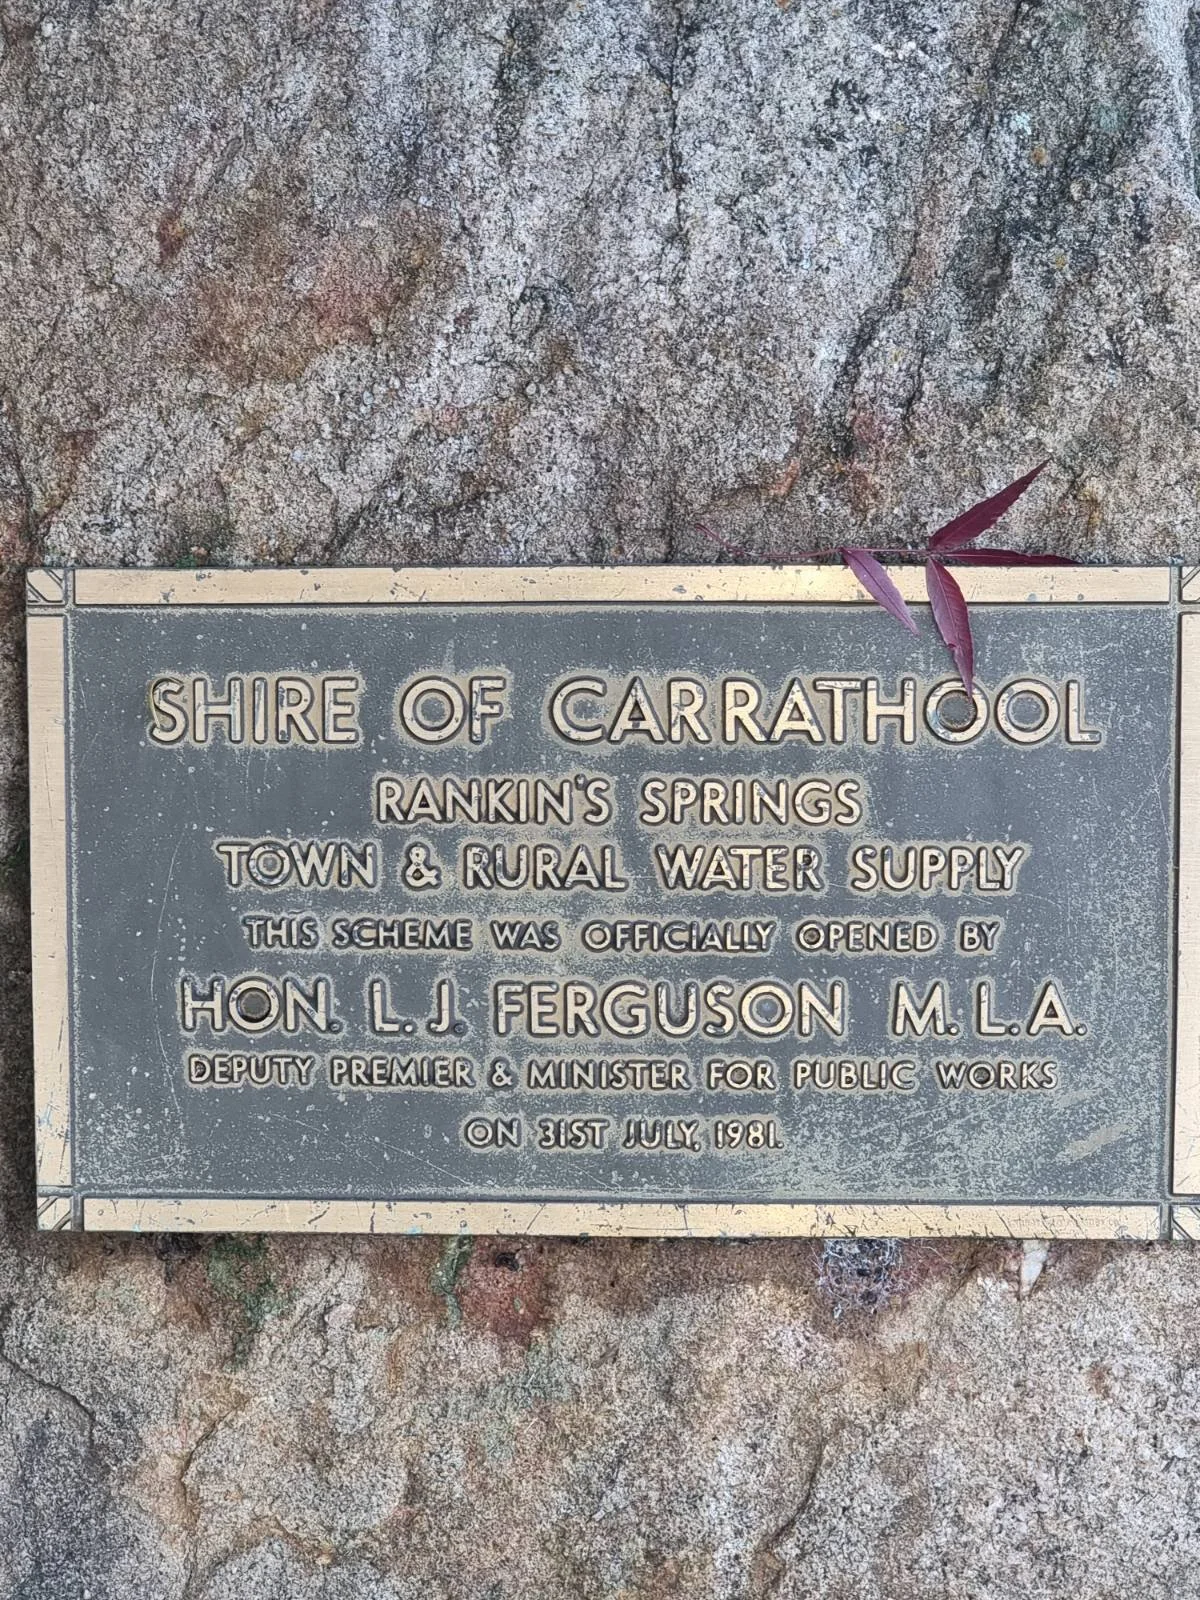 SHIRE OF CARRATHOOL
RANKIN'S SPRINGS
TOWN & RURAL WATER SUPPLY
THIS SCHEME WAS OFFICIALLY OPENED BY
HON. L. J. FERGUSON M. L. A.
DEPUTY PREMIER & MINISTER FOR PUBLIC WORKS
ON 31ST JULY, 1981.